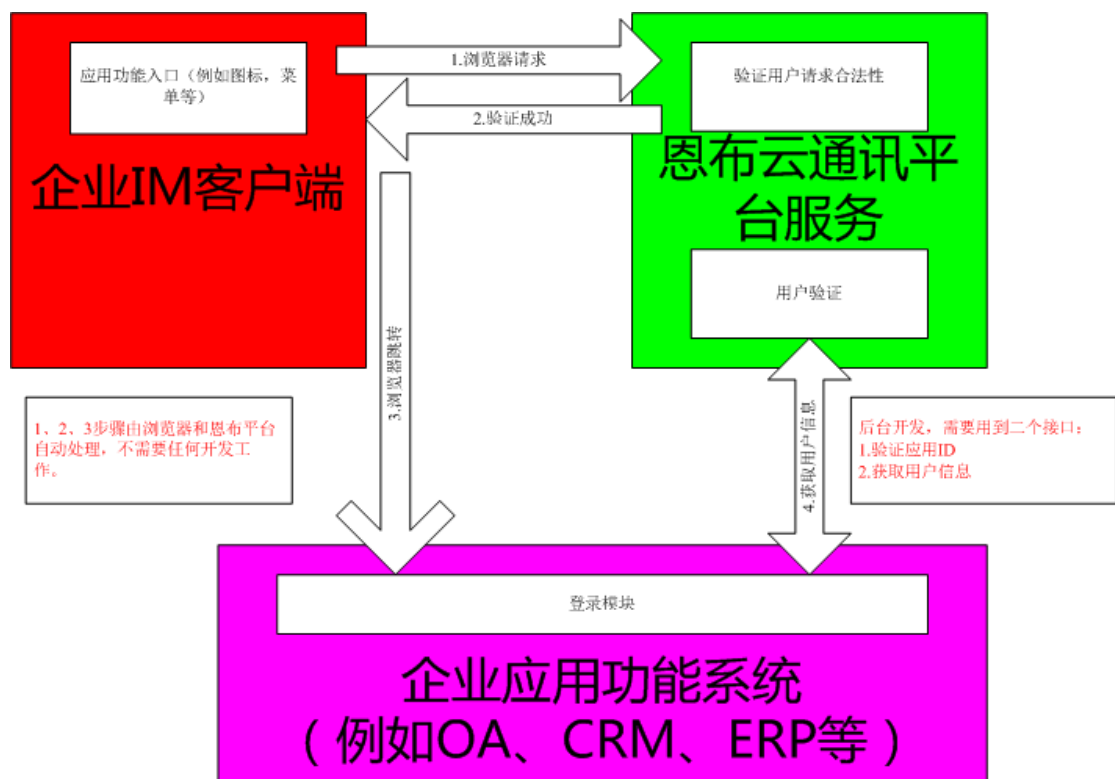 应用功能入口（例如图标，菜
单等）
企业IM客户端
1.浏览器请求
2.验证成功
验证用户请求合法性
恩布云通讯平
台服务
用户验证
3.浏览器跳转
4.获取用户信息
1、2、3步骤由浏览器和恩布平台
自动处理，不需要任何开发工
作。
后台开发，需要用到二个接口：
1.验证应用ID
2.获取用户信息
登录模块
企业应用功能系统
（例如OA、CRM、ERP等）